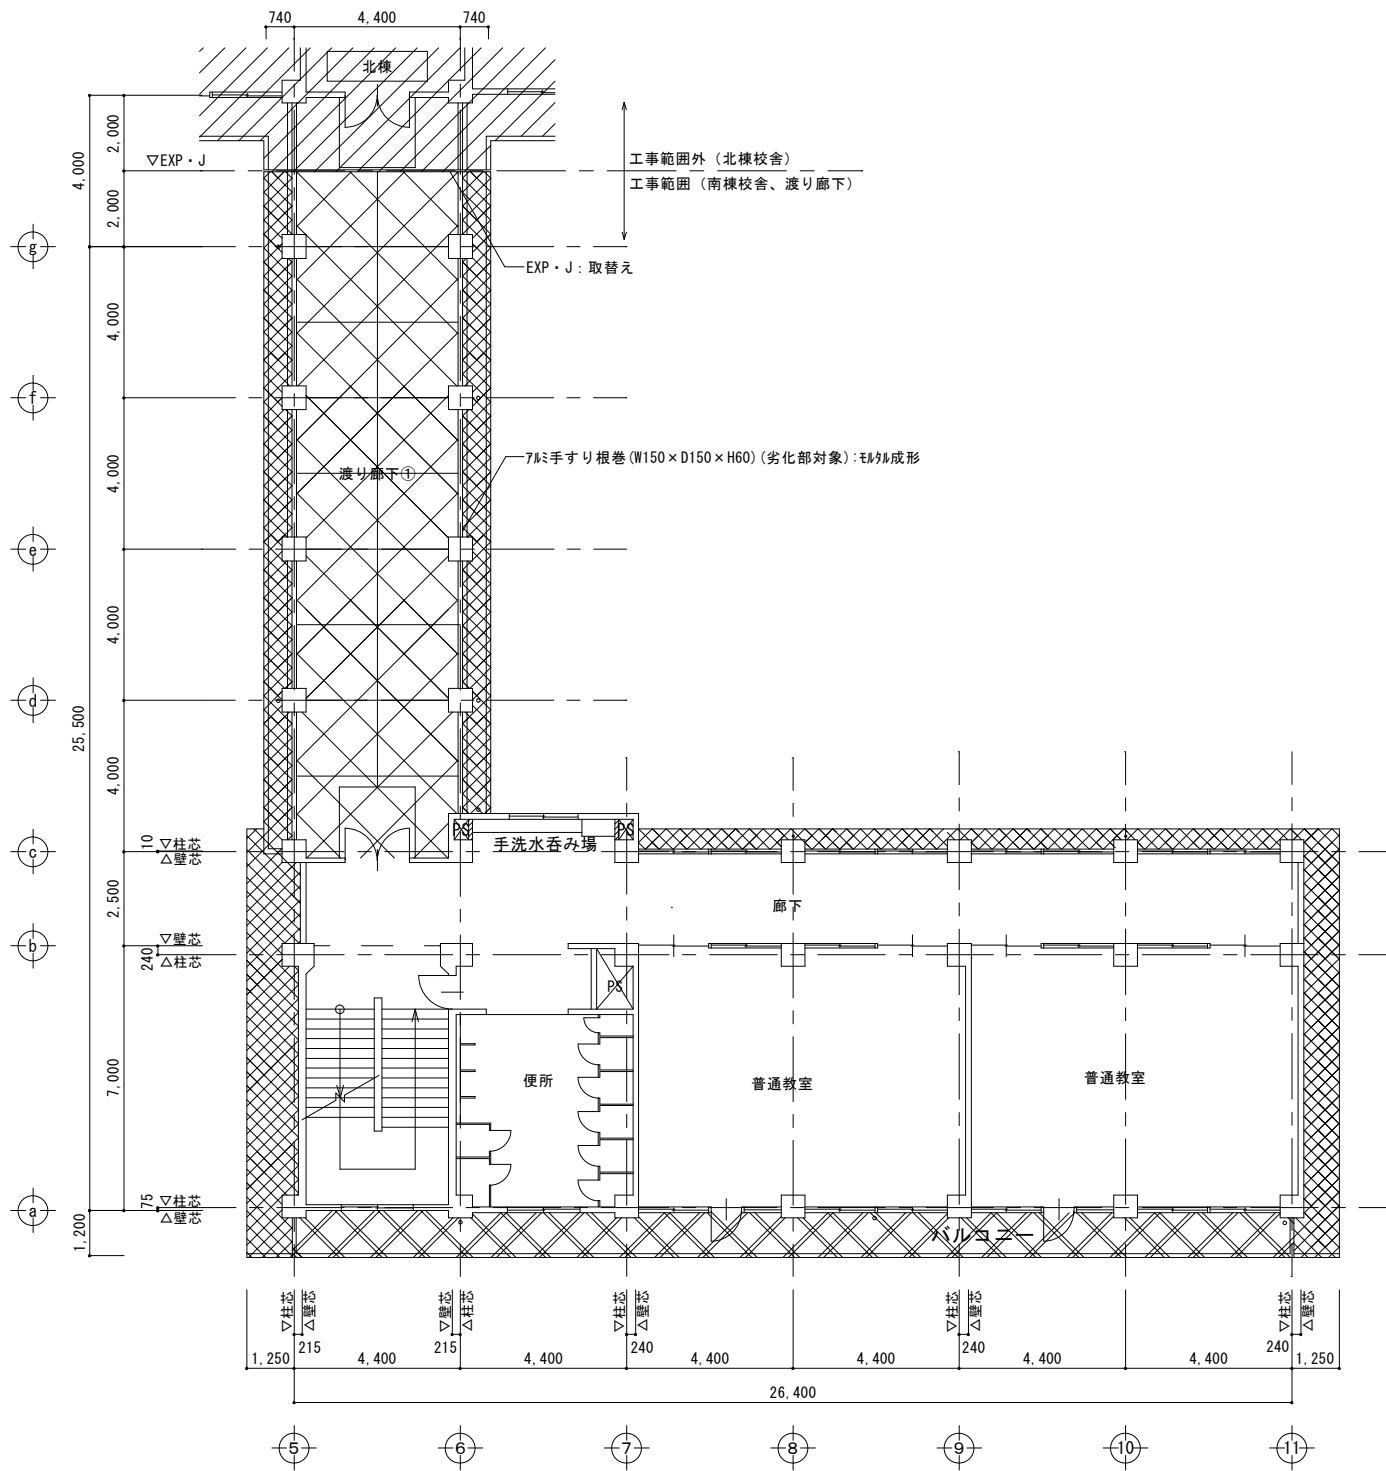 740
4,400
740
北棟
2,000
▽EXP・J
4,000
2,000
工事範囲外（北棟校舎）
工事範囲（南棟校舎、渡り廊下）
g
EXP・J：取替え
4,000
f
ｱﾙﾐ手すり根巻(W150×D150×H60)(劣化部対象):ﾓﾙﾀﾙ成形
4,000
渡り廊下①
e
4,000
d
25,500
4,000
PS
PS
手洗水呑み場
10
▽柱芯
△壁芯
c
2,500
廊下
▽壁芯
△柱芯
240
b
PS
7,000
便所
普通教室
普通教室
N
75
▽柱芯
△壁芯
a
1,200
バルコニー
▽柱芯
△壁芯
▽壁芯
△柱芯
▽柱芯
△壁芯
▽柱芯
△壁芯
▽柱芯
△壁芯
215
215
240
240
240
1,250
4,400
4,400
4,400
4,400
4,400
4,400
1,250
26,400
5
6
7
8
9
10
11